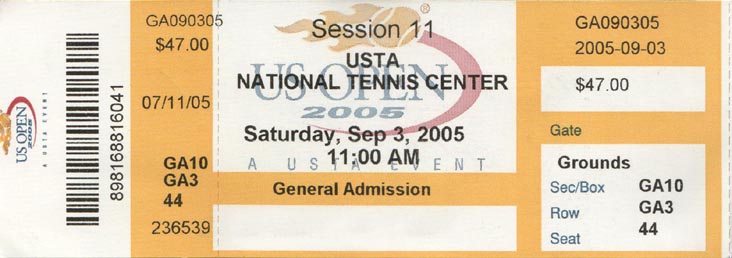 US OPEN
2005
A USTA EVENT
898168816041
GA090305
$47.00
07/11/05
GA10
GA3
44
236539
Session 11
USTA
NATIONAL TENNIS CENTER
US OPEN
2005
Saturday, Sep 3, 2005
11:00 AM
A USTA EVENT
General Admission
GA090305
2005-09-03
$47.00
Gate
Grounds
Sec/Box GA10
Row GA3
Seat 44